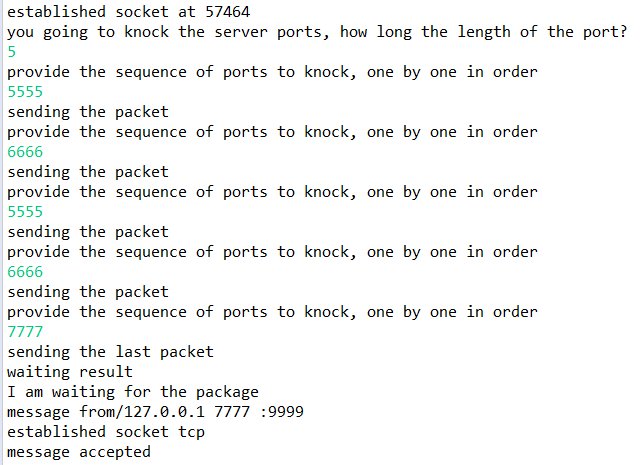 established socket at 57464
you going to knock the server ports, how long the length of the port?
5
provide the sequence of ports to knock, one by one in order
5555
sending the packet
provide the sequence of ports to knock, one by one in order
6666
sending the packet
provide the sequence of ports to knock, one by one in order
5555
sending the packet
provide the sequence of ports to knock, one by one in order
6666
sending the packet
provide the sequence of ports to knock, one by one in order
7777
sending the last packet
waiting result
I am waiting for the package
message from/127.0.0.1 7777 :9999
established socket tcp
message accepted